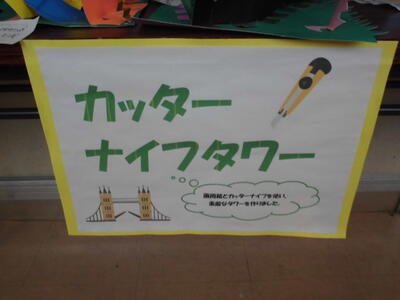 カッター
ナイフタワー
画用紙とカッターナイフを使い、
素敵なタワーを作りました。